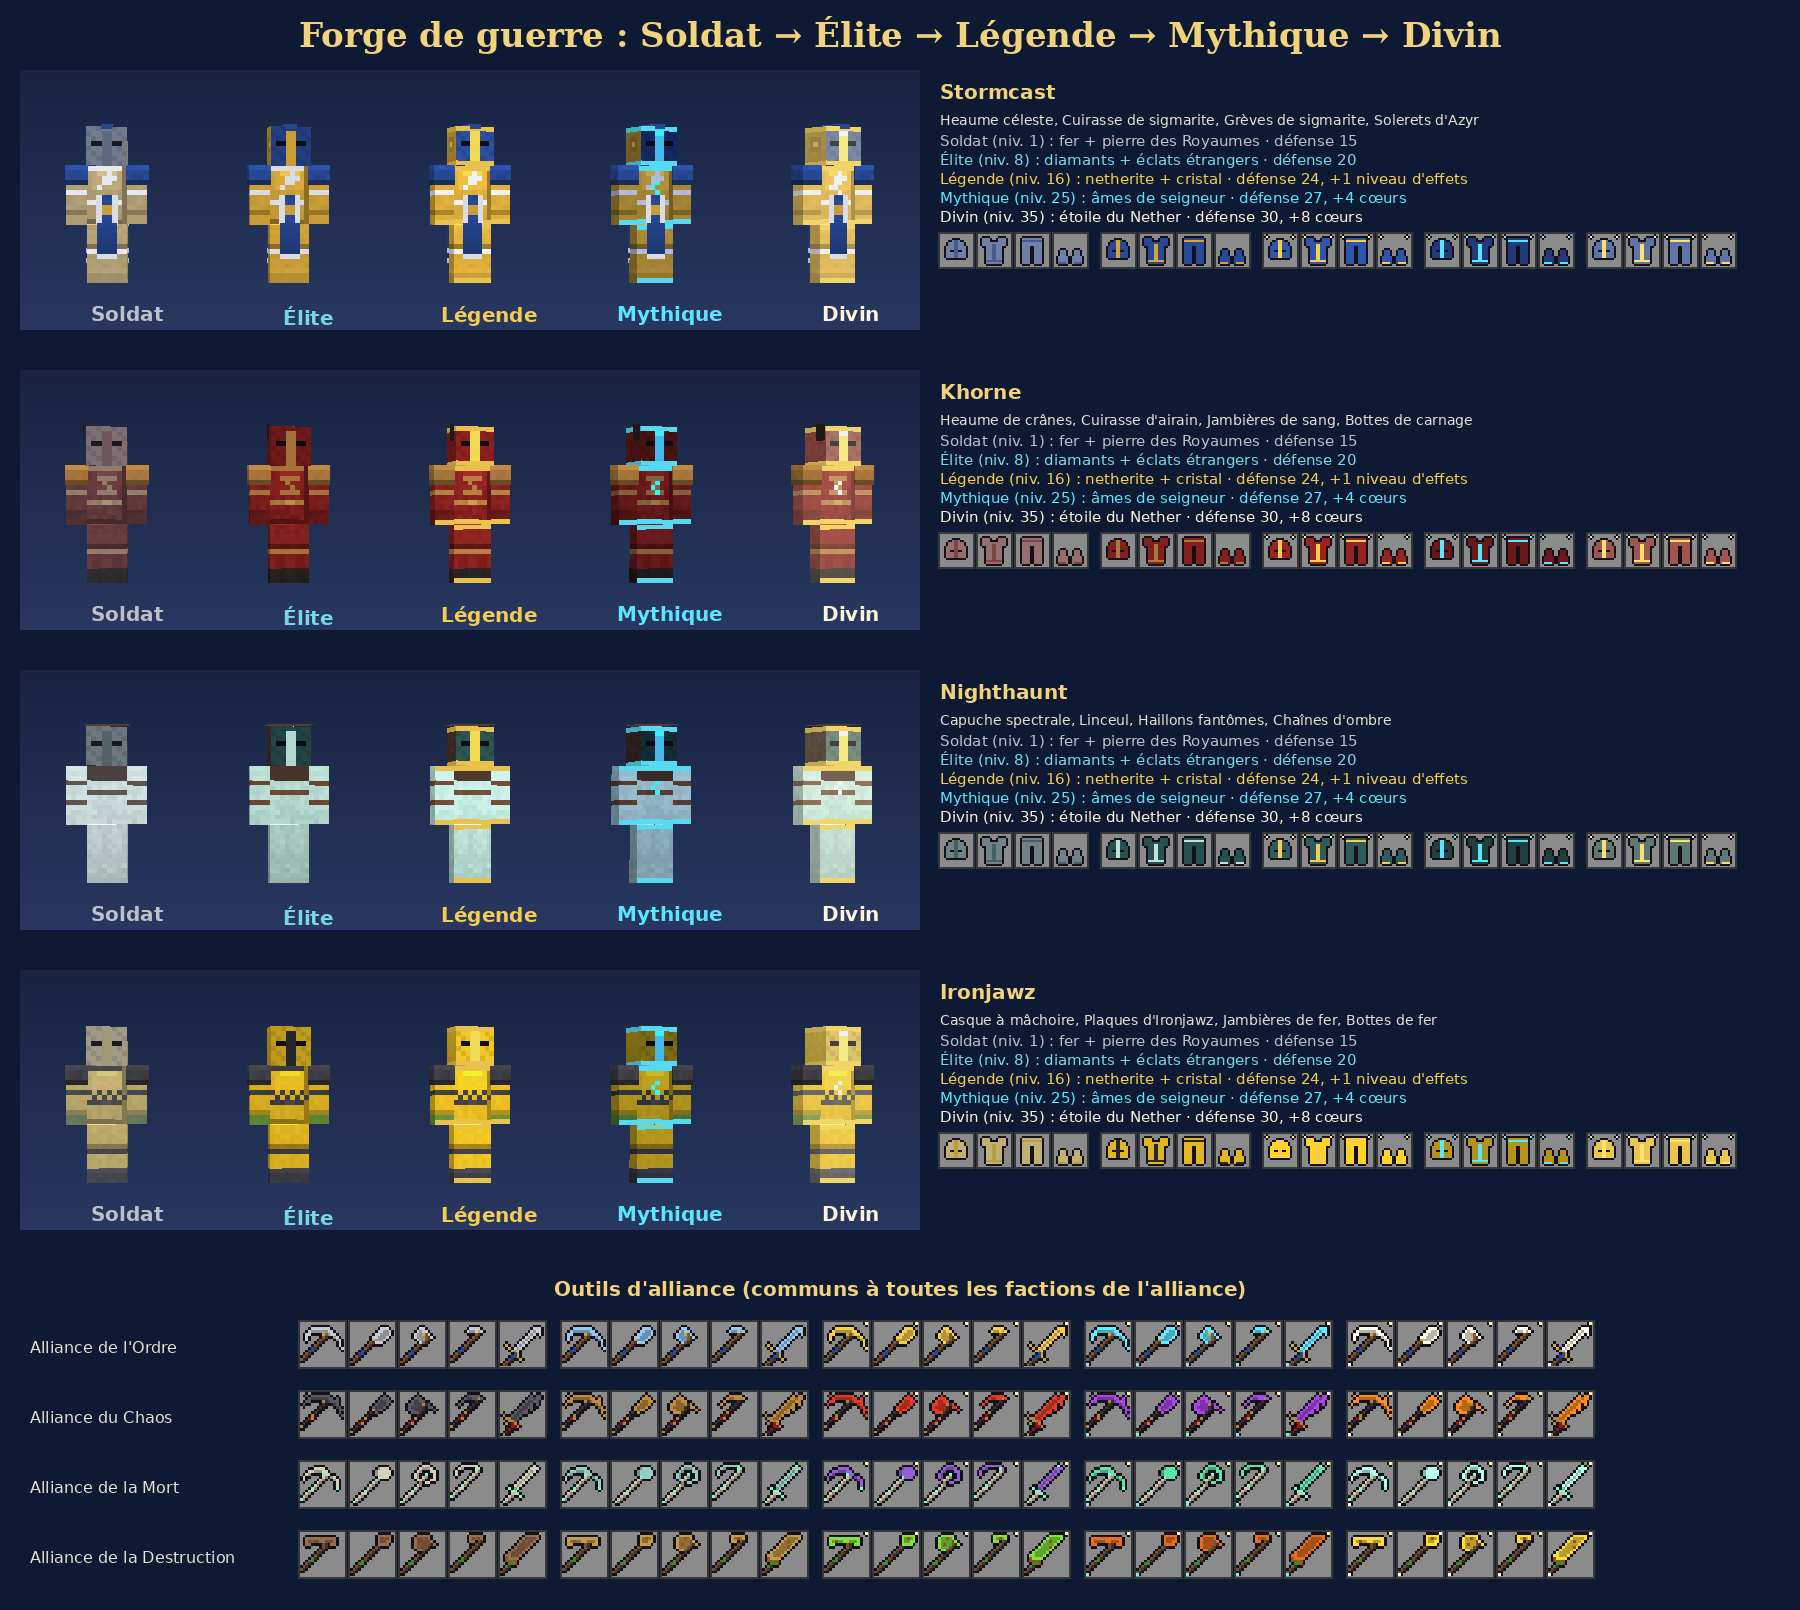 Forge de guerre : Soldat → Élite → Légende → Mythique → Divin
Soldat
Élite
Légende
Mythique
Divin
Stormcast
Heaume céleste, Cuirasse de sigmarite, Grèves de sigmarite, Solerets d'Azyr
Soldat (niv. 1) : fer + pierre des Royaumes · défense 15
Élite (niv. 8) : diamants + éclats étrangers · défense 20
Légende (niv. 16) : netherite + cristal · défense 24, +1 niveau d'effets
Mythique (niv. 25) : âmes de seigneur · défense 27, +4 cœurs
Divin (niv. 35) : étoile du Nether · défense 30, +8 cœurs
Soldat
Élite
Légende
Mythique
Divin
Khorne
Heaume de crânes, Cuirasse d'airain, Jambières de sang, Bottes de carnage
Soldat (niv. 1) : fer + pierre des Royaumes · défense 15
Élite (niv. 8) : diamants + éclats étrangers · défense 20
Légende (niv. 16) : netherite + cristal · défense 24, +1 niveau d'effets
Mythique (niv. 25) : âmes de seigneur · défense 27, +4 cœurs
Divin (niv. 35) : étoile du Nether · défense 30, +8 cœurs
Soldat
Élite
Légende
Mythique
Divin
Nighthaunt
Capuche spectrale, Linceul, Haillons fantômes, Chaînes d'ombre
Soldat (niv. 1) : fer + pierre des Royaumes · défense 15
Élite (niv. 8) : diamants + éclats étrangers · défense 20
Légende (niv. 16) : netherite + cristal · défense 24, +1 niveau d'effets
Mythique (niv. 25) : âmes de seigneur · défense 27, +4 cœurs
Divin (niv. 35) : étoile du Nether · défense 30, +8 cœurs
Soldat
Élite
Légende
Mythique
Divin
Ironjawz
Casque à mâchoire, Plaques d'Ironjawz, Jambières de fer, Bottes de fer
Soldat (niv. 1) : fer + pierre des Royaumes · défense 15
Élite (niv. 8) : diamants + éclats étrangers · défense 20
Légende (niv. 16) : netherite + cristal · défense 24, +1 niveau d'effets
Mythique (niv. 25) : âmes de seigneur · défense 27, +4 cœurs
Divin (niv. 35) : étoile du Nether · défense 30, +8 cœurs
Outils d'alliance (communs à toutes les factions de l'alliance)
Alliance de l'Ordre
Alliance du Chaos
Alliance de la Mort
Alliance de la Destruction